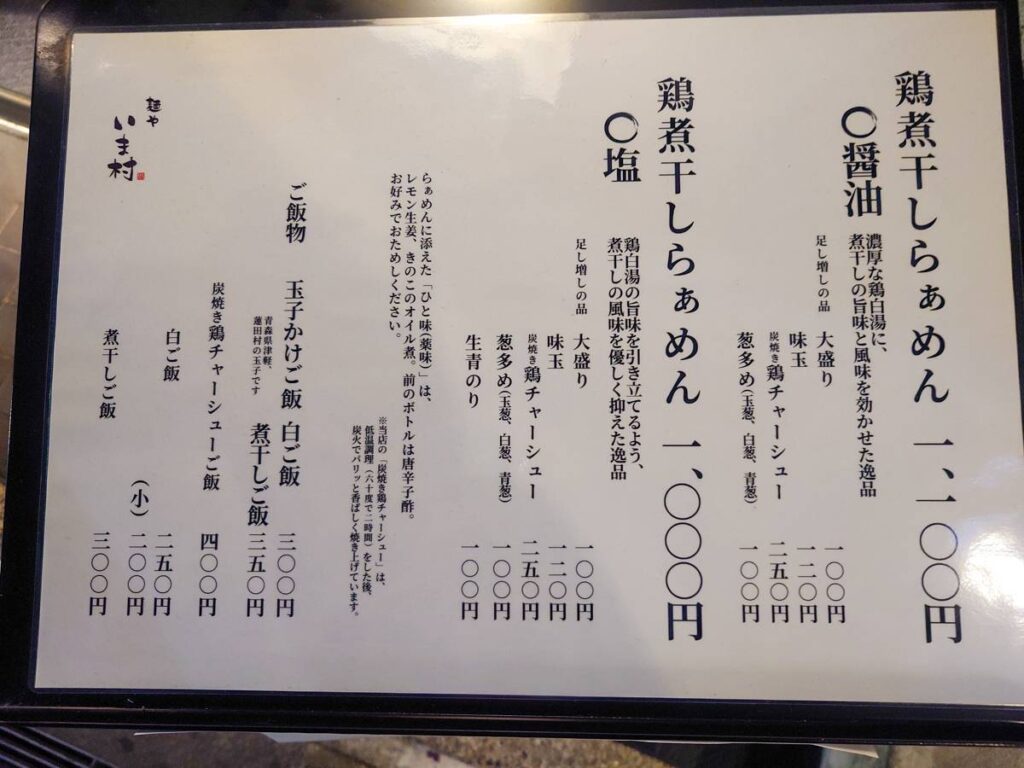 鶏煮干しらぁめん 一、一〇〇円
〇醤油
濃厚な鶏白湯に、
煮干しの旨味と風味を効かせた逸品
足し増しの品
大盛り 一〇〇円
味玉 一二〇円
炭焼き鶏チャーシュー 二五〇円
葱多め(玉葱、白葱、青葱) 一〇〇円
鶏煮干しらぁめん 一、〇〇〇円
〇塩
鶏白湯の旨味を引き立てるよう、
煮干しの風味を優しく抑えた逸品
足し増しの品
大盛り 一〇〇円
味玉 一二〇円
炭焼き鶏チャーシュー 二五〇円
葱多め(玉葱、白葱、青葱) 一〇〇円
生青のり 一〇〇円
らぁめんに添えた「ひと味薬味」は、
レモン生姜、きのこのオイル煮。前のボトルは唐辛子酢。
お好みでおためしください。
※当店の「炭焼き鶏チャーシュー」は、
低温調理(六十度で二時間)をした後、
炭火でパリッと香ばしく焼き上げています。
ご飯物
玉子かけご飯 白ご飯 三〇〇円
青森県津軽、
蓮田村の玉子です
煮干しご飯 三五〇円
炭焼き鶏チャーシューご飯 四〇〇円
白ご飯 二五〇円
(小) 二〇〇円
煮干しご飯 三〇〇円
麺や
いま村